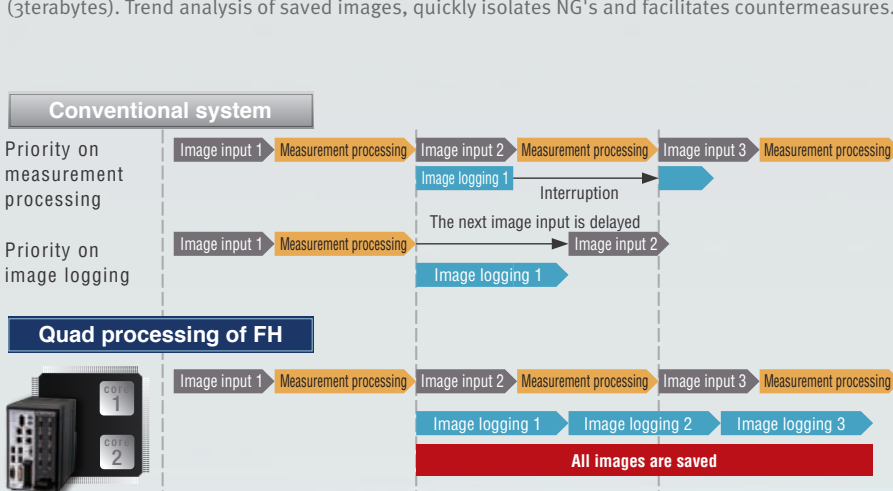 (3terabytes). Trend analysis of saved images, quickly isolates NG's and facilitates countermeasures.
Conventional system
Priority on
measurement
processing
Image input 1 Measurement processing Image input 2 Measurement processing Image input 3 Measurement processing
Image logging 1
Interruption
The next image input is delayed
Priority on
image logging
Image input 1 Measurement processing Image input 2
Image logging 1
Quad processing of FH
core
1
core
2
Image input 1 Measurement processing Image input 2 Measurement processing Image input 3 Measurement processing
Image logging 1 Image logging 2 Image logging 3
All images are saved